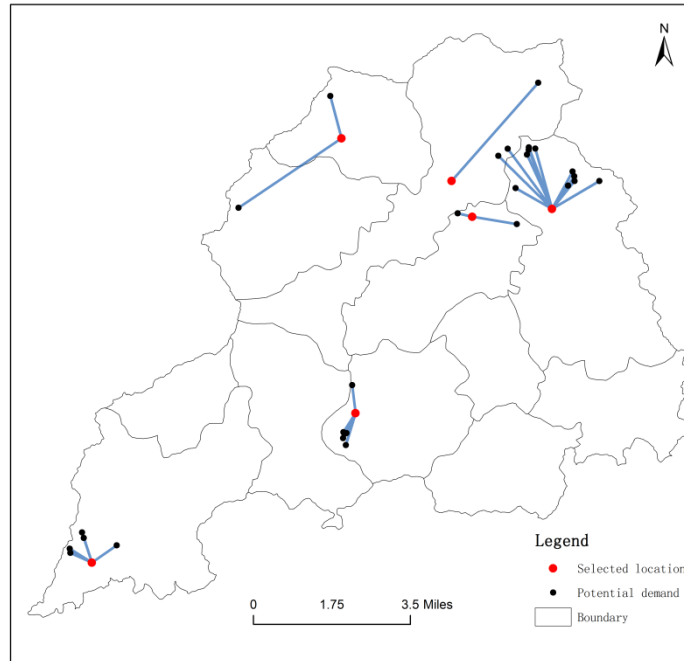 N
Legend
Selected location
Potential demand
Boundary
0 1.75 3.5 Miles